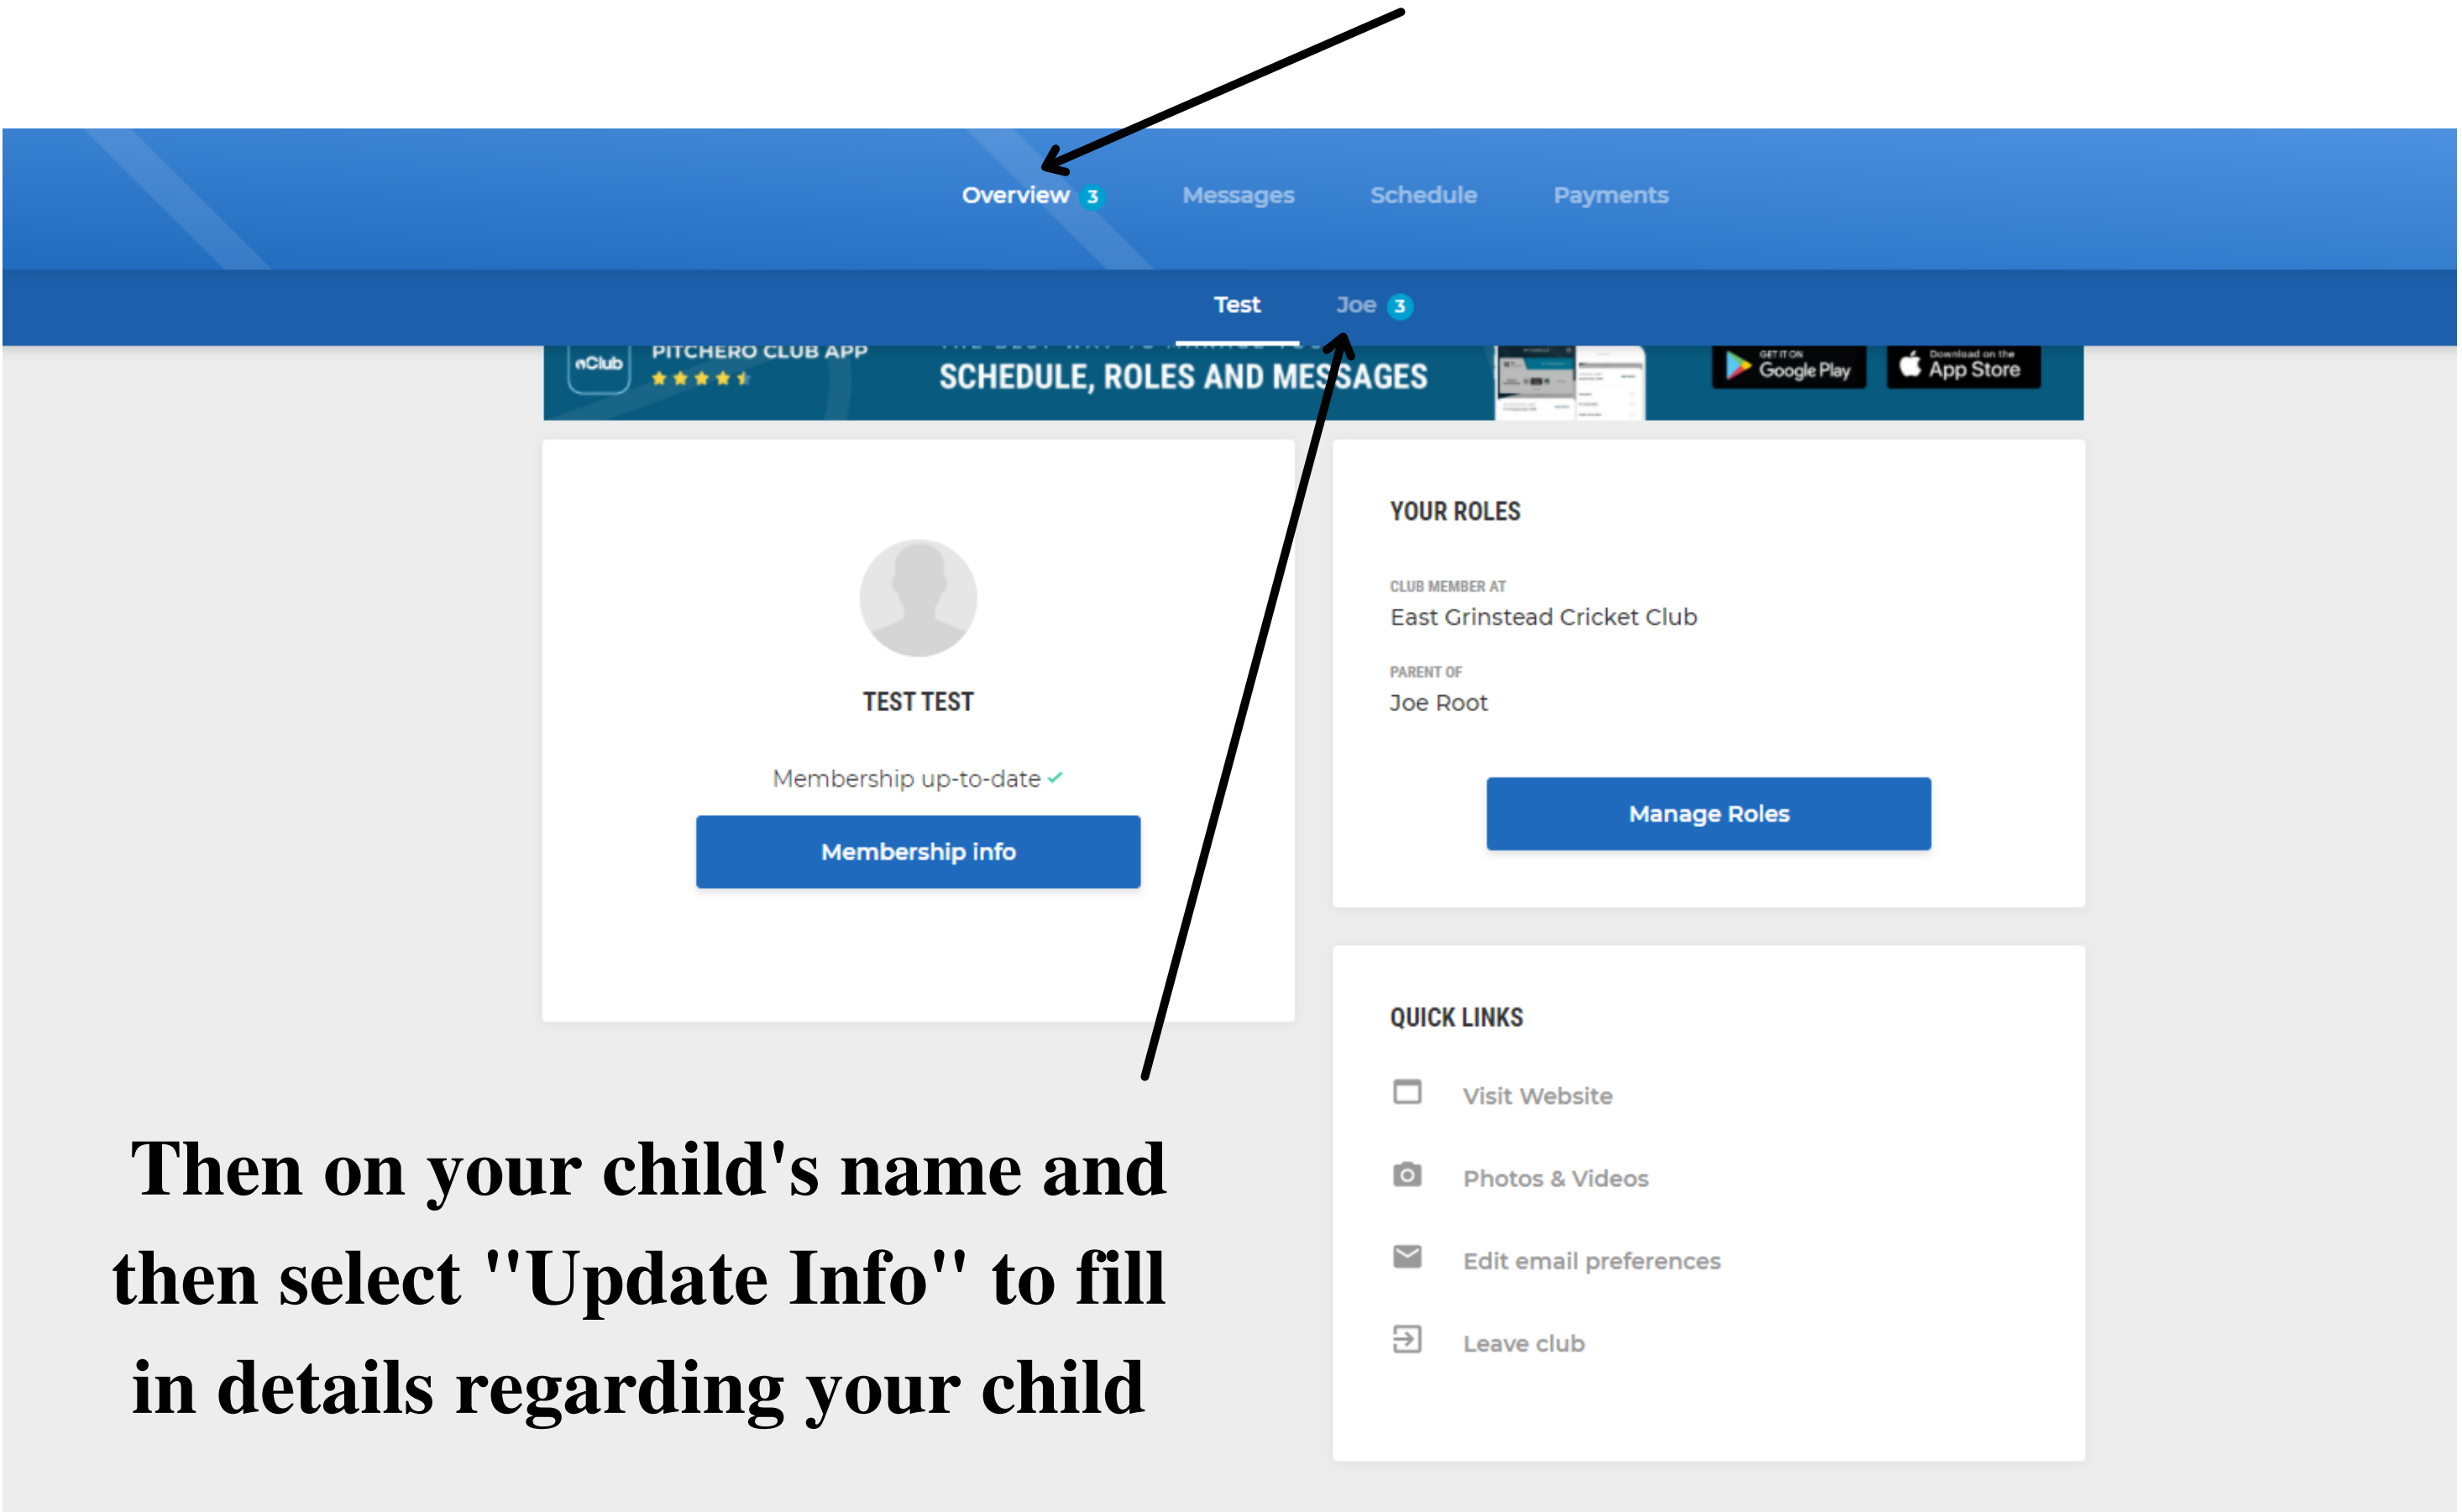 Overview 3 Messages Schedule Payments
Test Joe 3
nClub
PITCHERO CLUB APP
SCHEDULE, ROLES AND MESSAGES
GET IT ON
Google Play
Download on the
App Store
TEST TEST
Membership up-to-date
Membership info
YOUR ROLES
CLUB MEMBER AT
East Grinstead Cricket Club
PARENT OF
Joe Root
Manage Roles
QUICK LINKS
Visit Website
Photos & Videos
Edit email preferences
Leave club
Then on your child's name and
then select "Update Info" to fill
in details regarding your child